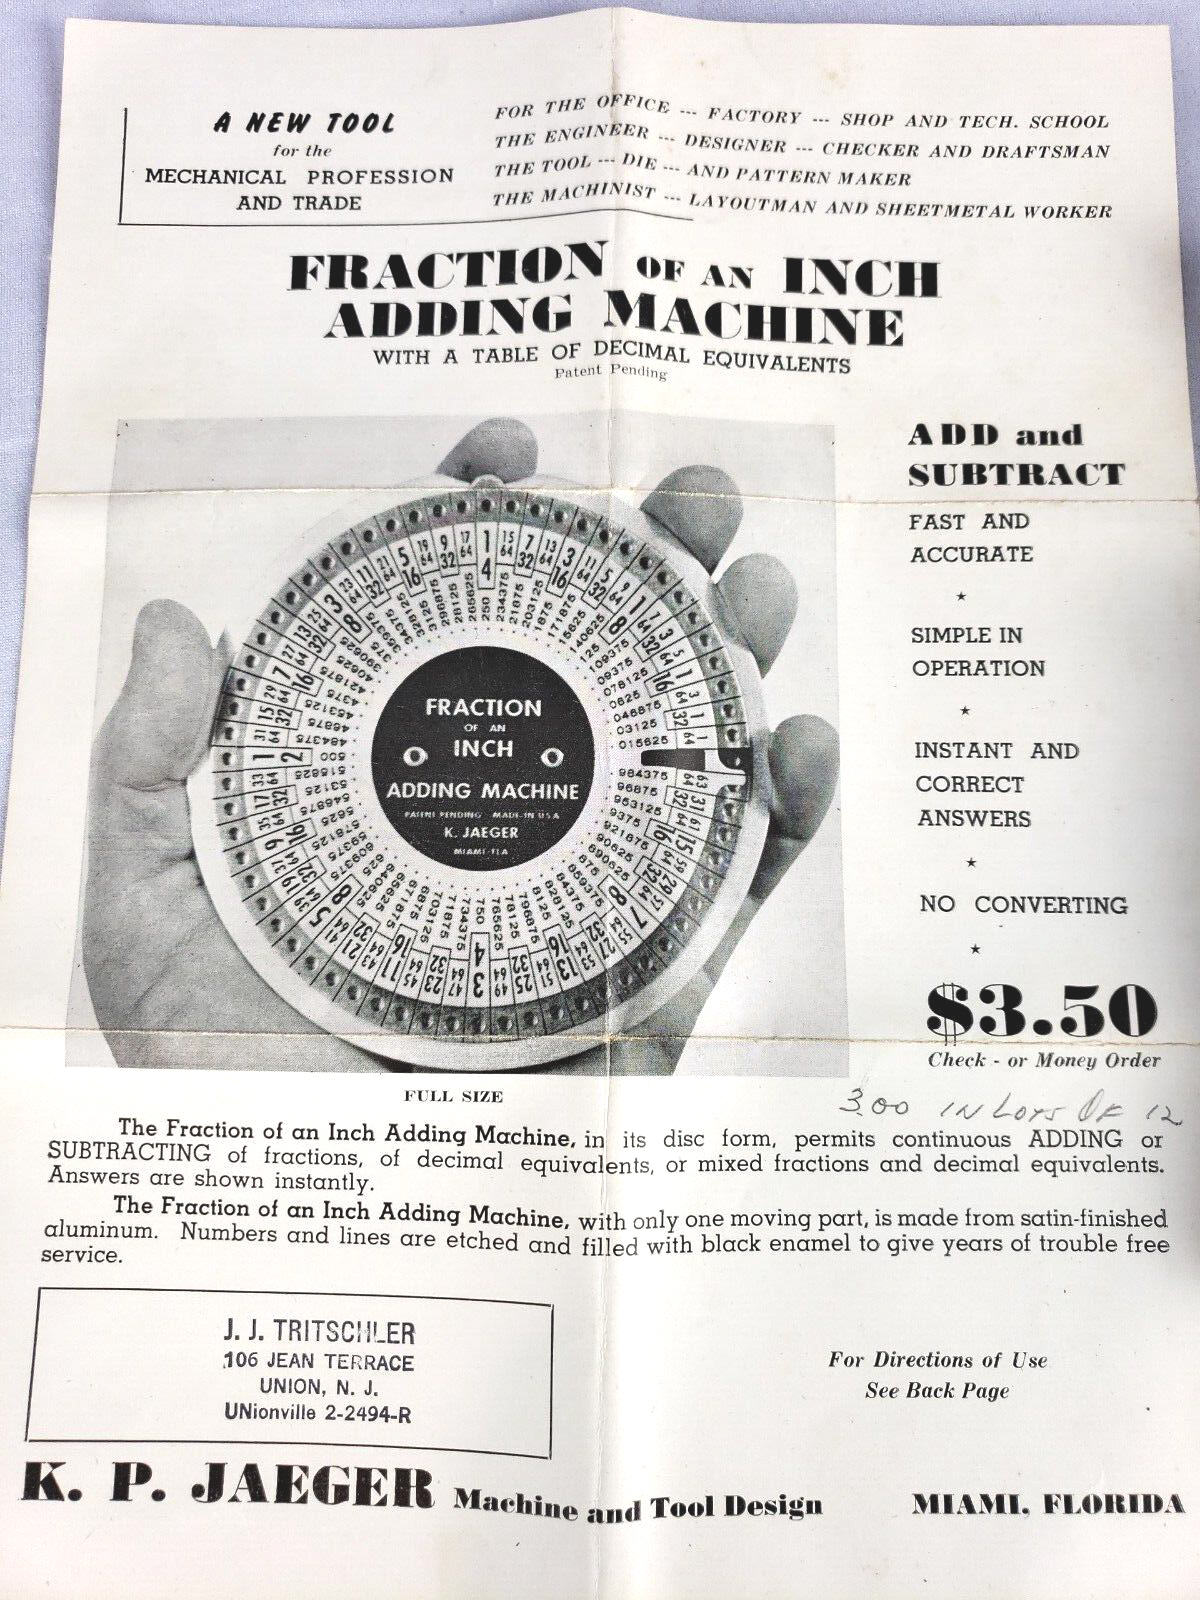 A NEW TOOL
for the
MECHANICAL PROFESSION
AND TRADE
FOR THE OFFICE --- FACTORY --- SHOP AND TECH. SCHOOL
THE ENGINEER --- DESIGNER --- CHECKER AND DRAFTSMAN
THE TOOL --- DIE --- AND PATTERN MAKER
THE MACHINIST --- LAYOUTMAN AND SHEETMETAL WORKER
FRACTION OF AN INCH
ADDING MACHINE
WITH A TABLE OF DECIMAL EQUIVALENTS
Patent Pending
FRACTION
OF AN
INCH
ADDING MACHINE
PATENT PENDING MADE-IN USA
K. JAEGER
MIAMI-FLA
ADD and
SUBTRACT
FAST AND
ACCURATE
SIMPLE IN
OPERATION
INSTANT AND
CORRECT
ANSWERS
NO CONVERTING
$3.50
Check - or Money Order
3.00 IN LOTS OF 12
FULL SIZE
The Fraction of an Inch Adding Machine, in its disc form, permits continuous ADDING or
SUBTRACTING of fractions, of decimal equivalents, or mixed fractions and decimal equivalents.
Answers are shown instantly.
The Fraction of an Inch Adding Machine, with only one moving part, is made from satin-finished
aluminum. Numbers and lines are etched and filled with black enamel to give years of trouble free
service.
J. J. TRITSCHLER
106 JEAN TERRACE
UNION, N. J.
UNionville 2-2494-R
For Directions of Use
See Back Page
K. P. JAEGER Machine and Tool Design MIAMI, FLORIDA